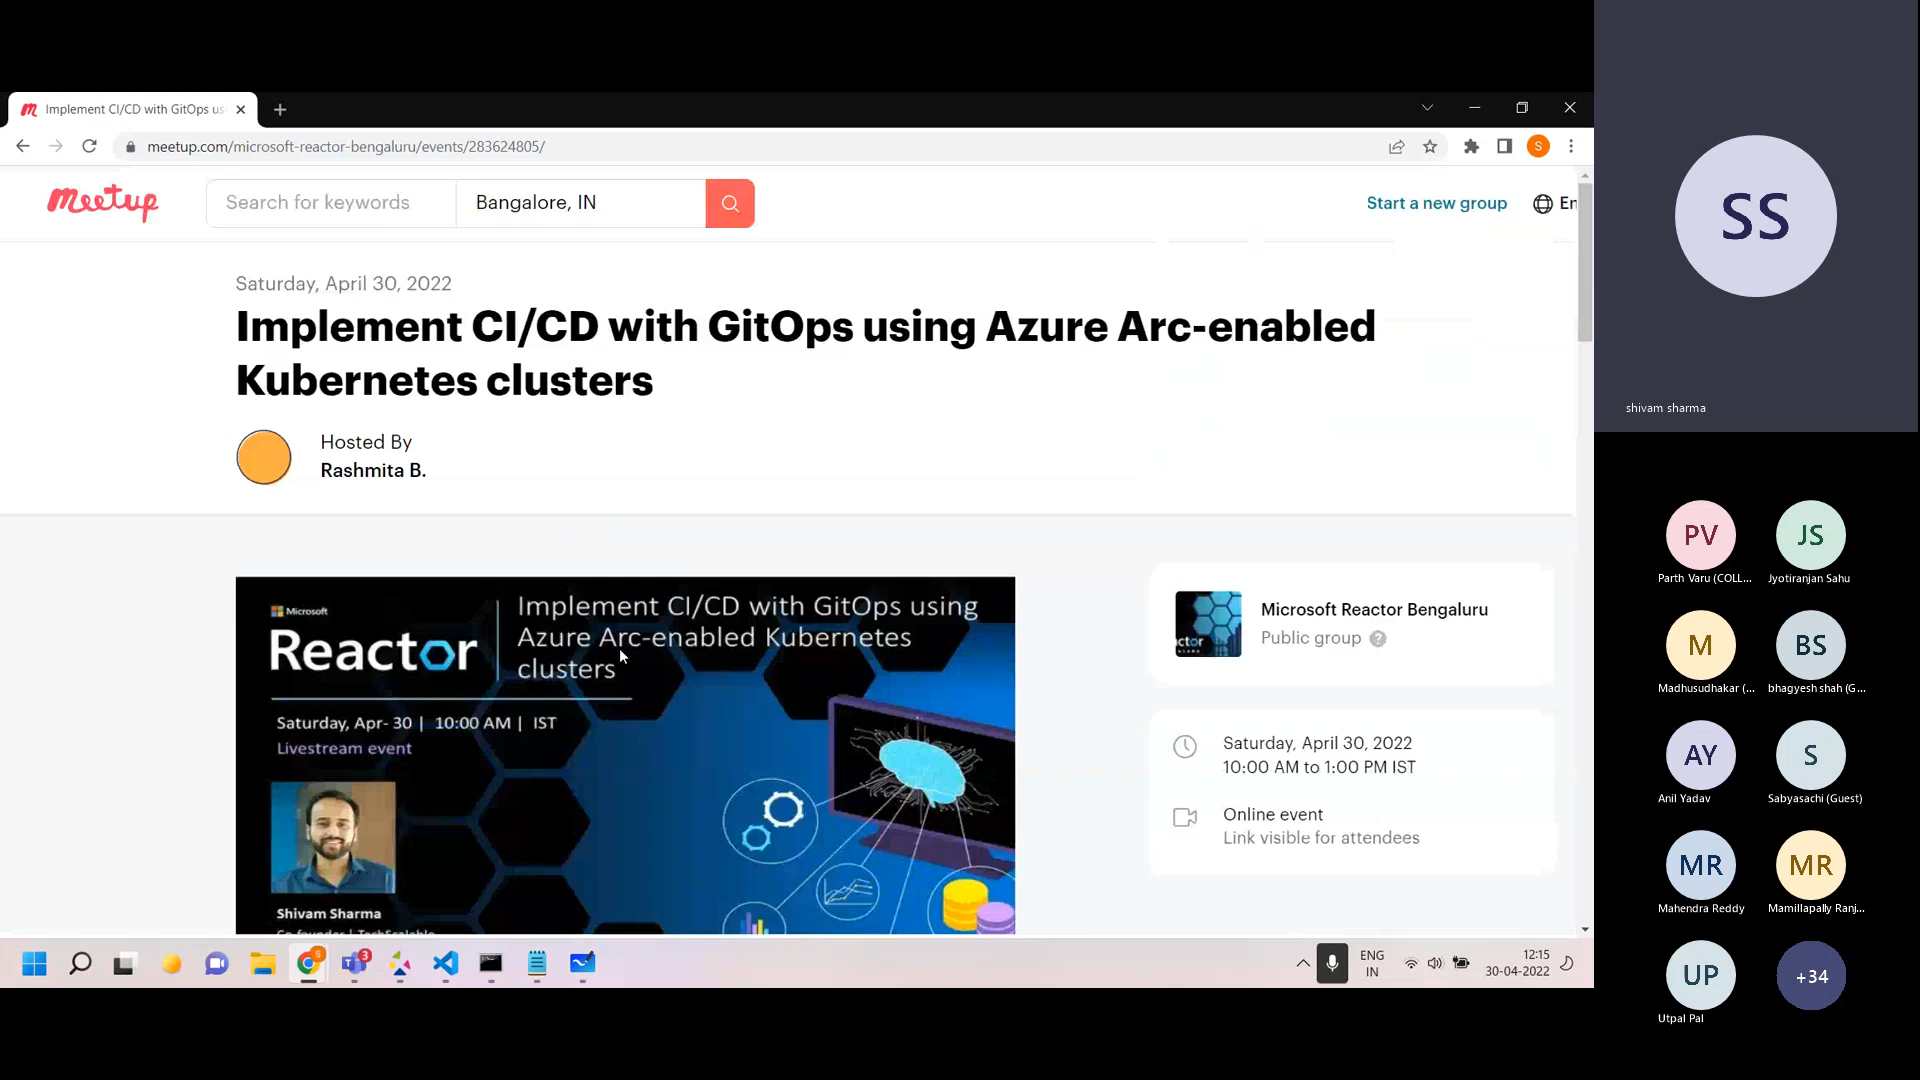 Implement CI/CD with GitOps us
meetup.com/microsoft-reactor-bengaluru/events/283624805/
S
meetup
Search for keywords
Bangalore, IN
Start a new group
En
Saturday, April 30, 2022
Implement CI/CD with GitOps using Azure Arc-enabled
Kubernetes clusters
Hosted By
Rashmita B.
Microsoft
Reactor
Implement CI/CD with GitOps using
Azure Arc-enabled Kubernetes
clusters
Saturday, Apr- 30 | 10:00 AM | IST
Livestream event
Shivam Sharma
Co-founder | TechScalable
ctor
Microsoft Reactor Bengaluru
Public group
Saturday, April 30, 2022
10:00 AM to 1:00 PM IST
Online event
Link visible for attendees
3
ENG
IN
12:15
30-04-2022
SS
shivam sharma
PV
Parth Varu (COLL...
JS
Jyotiranjan Sahu
M
Madhusudhakar (...
BS
bhagyesh shah (G...
AY
Anil Yadav
S
Sabyasachi (Guest)
MR
Mahendra Reddy
MR
Mamillapally Ranj...
UP
Utpal Pal
+34